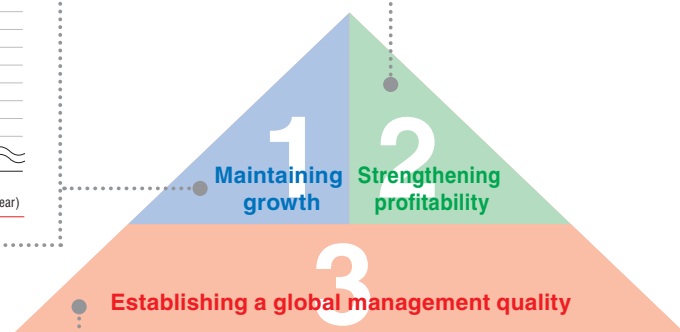 1
Maintaining
growth
2
Strengthening
profitability
ear)
3
Establishing a global management quality